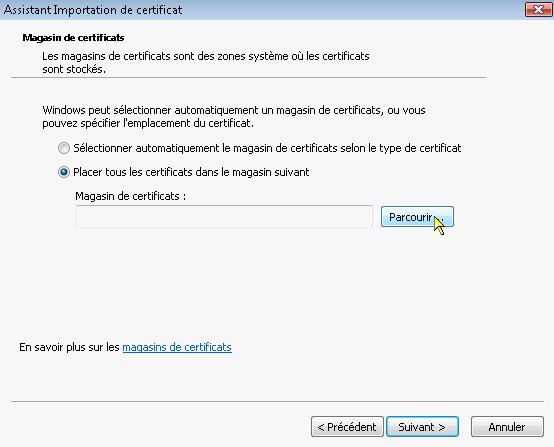 Assistant Importation de certificat
Magasin de certificats
Les magasins de certificats sont des zones système où les certificats
sont stockés.
Windows peut sélectionner automatiquement un magasin de certificats, ou vous
pouvez spécifier l'emplacement du certificat.
Sélectionner automatiquement le magasin de certificats selon le type de certificat
Placer tous les certificats dans le magasin suivant
Magasin de certificats :
Parcourir...
En savoir plus sur les magasins de certificats
< Précédent
Suivant >
Annuler